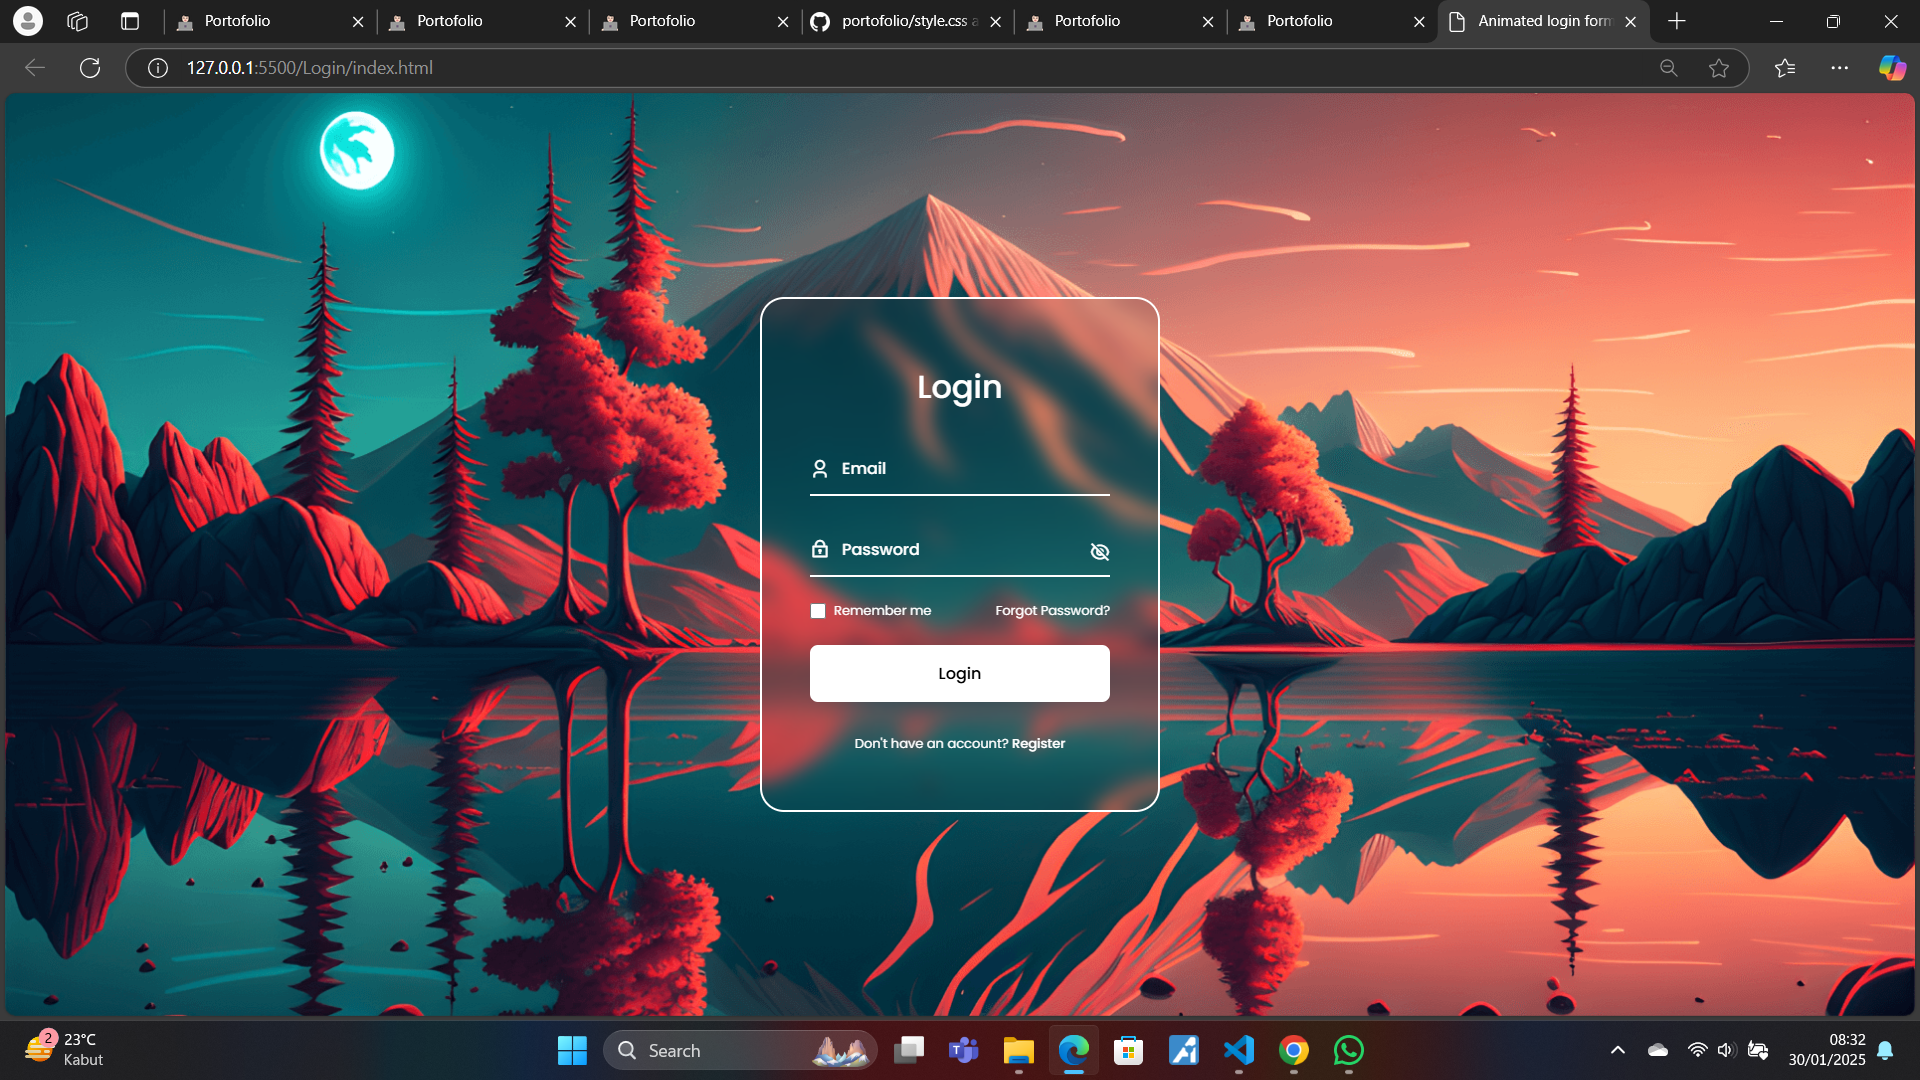 Portofolio
Portofolio
Portofolio
portofolio/style.css
Portofolio
Portofolio
Animated login form
127.0.0.1:5500/Login/index.html
Login
Email
Password
Remember me
Forgot Password?
Login
Don't have an account? Register
2
23°C
Kabut
Search
08:32
30/01/2025